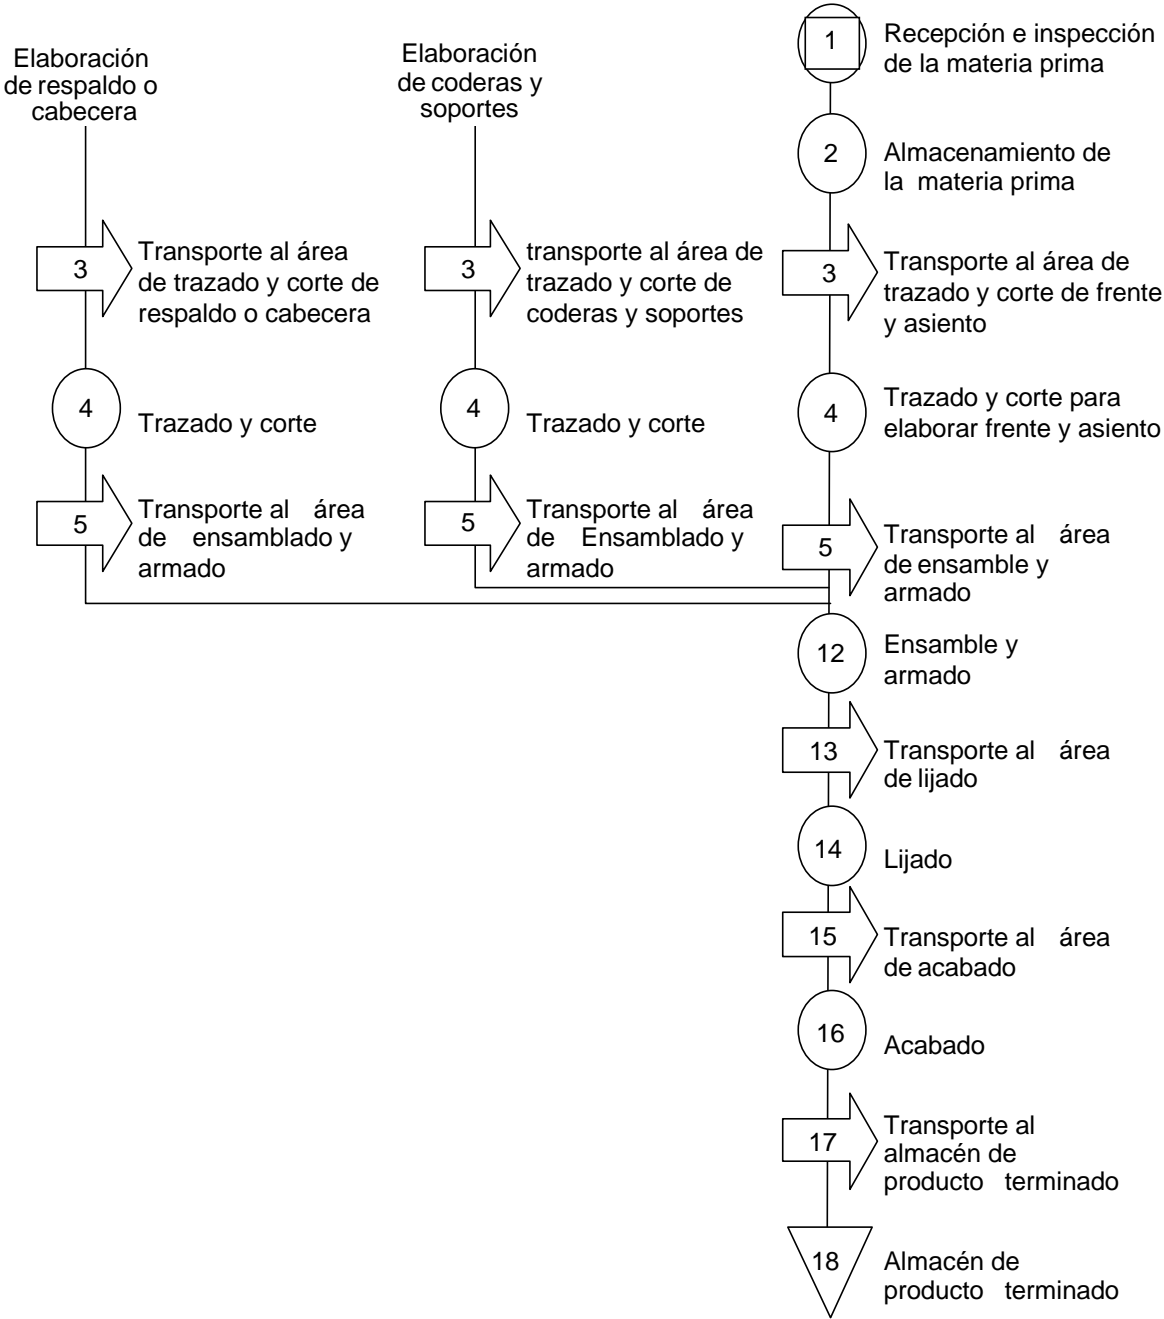 Elaboración
de respaldo o
cabecera
3
Transporte al área
de trazado y corte de
respaldo o cabecera
4
Trazado y corte
5
Transporte al área
de ensamblado y
armado
Elaboración
de coderas y
soportes
3
transporte al área de
trazado y corte de
coderas y soportes
4
Trazado y corte
5
Transporte al área
de Ensamblado y
armado
1
Recepción e inspección
de la materia prima
2
Almacenamiento de
la materia prima
3
Transporte al área de
trazado y corte de frente
y asiento
4
Trazado y corte para
elaborar frente y asiento
5
Transporte al área
de ensamble y
armado
12
Ensamble y
armado
13
Transporte al área
de lijado
14
Lijado
15
Transporte al área
de acabado
16
Acabado
17
Transporte al
almacén de
producto terminado
18
Almacén de
producto terminado